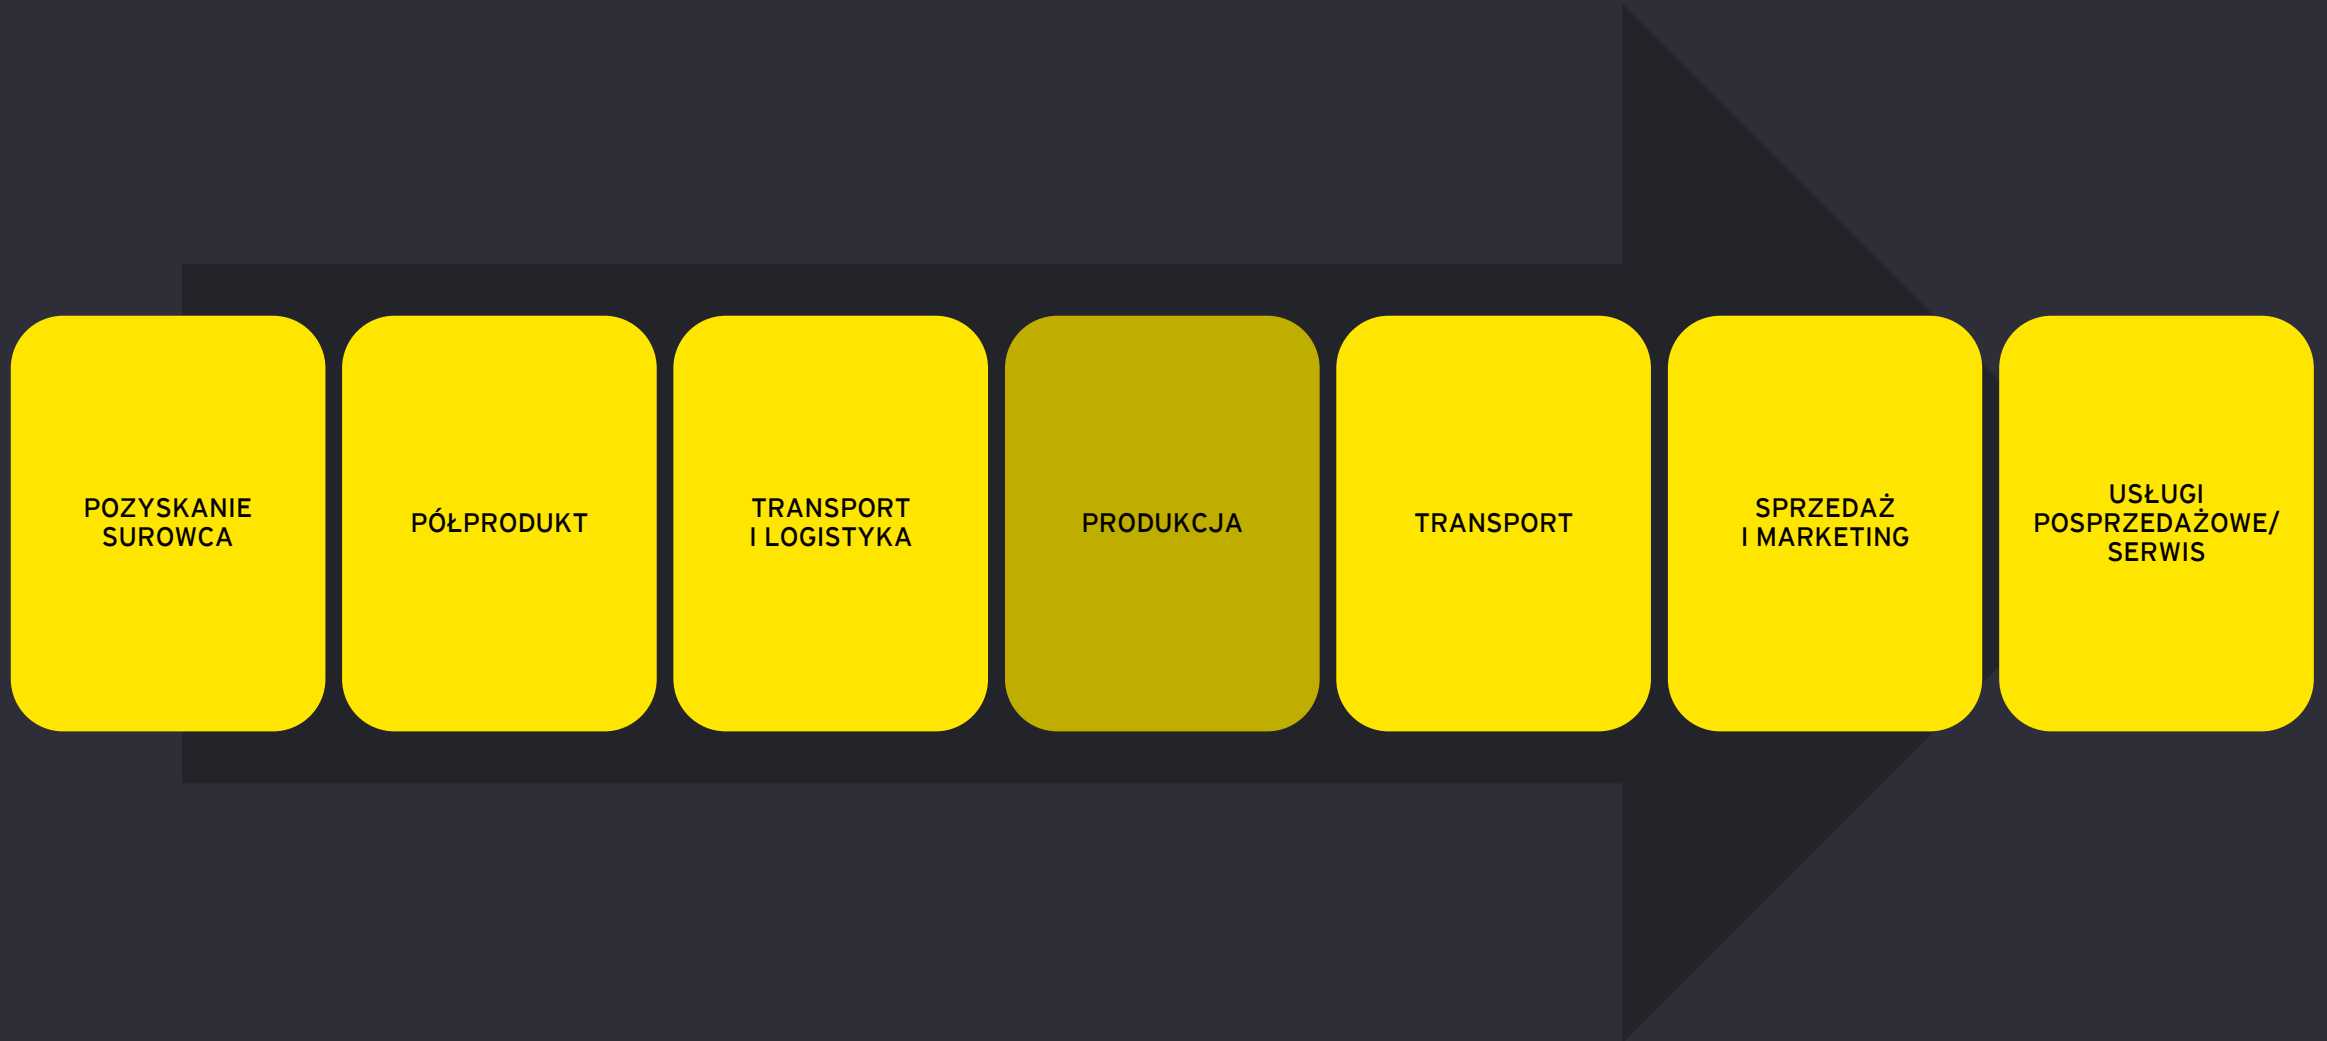 POZYSKANIE
SUROWCA
PÓŁPRODUKT
TRANSPORT
I LOGISTYKA
PRODUKCJA
TRANSPORT
SPRZEDAŻ
I MARKETING
USŁUGI
POSPRZEDAŻOWE/
SERWIS